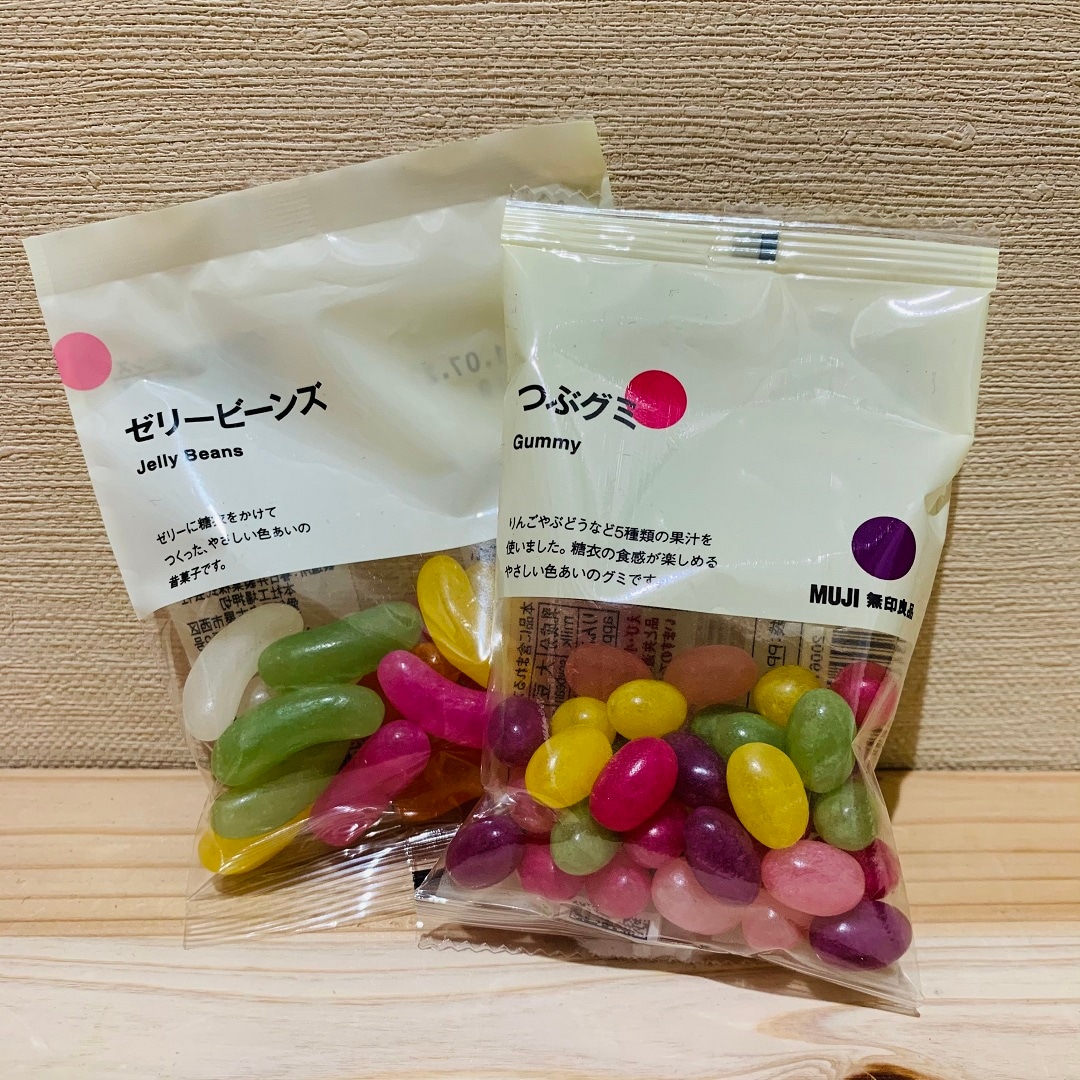 ゼリービーンズ
Jelly Beans
ゼリーに糖衣をかけて
つくった、やさしい色あいの
昔菓子です。
つぶグミ
Gummy
りんごやぶどうなど5種類の果汁を
使いました。糖衣の食感が楽しめる
やさしい色あいのグミです
MUJI 無印良品